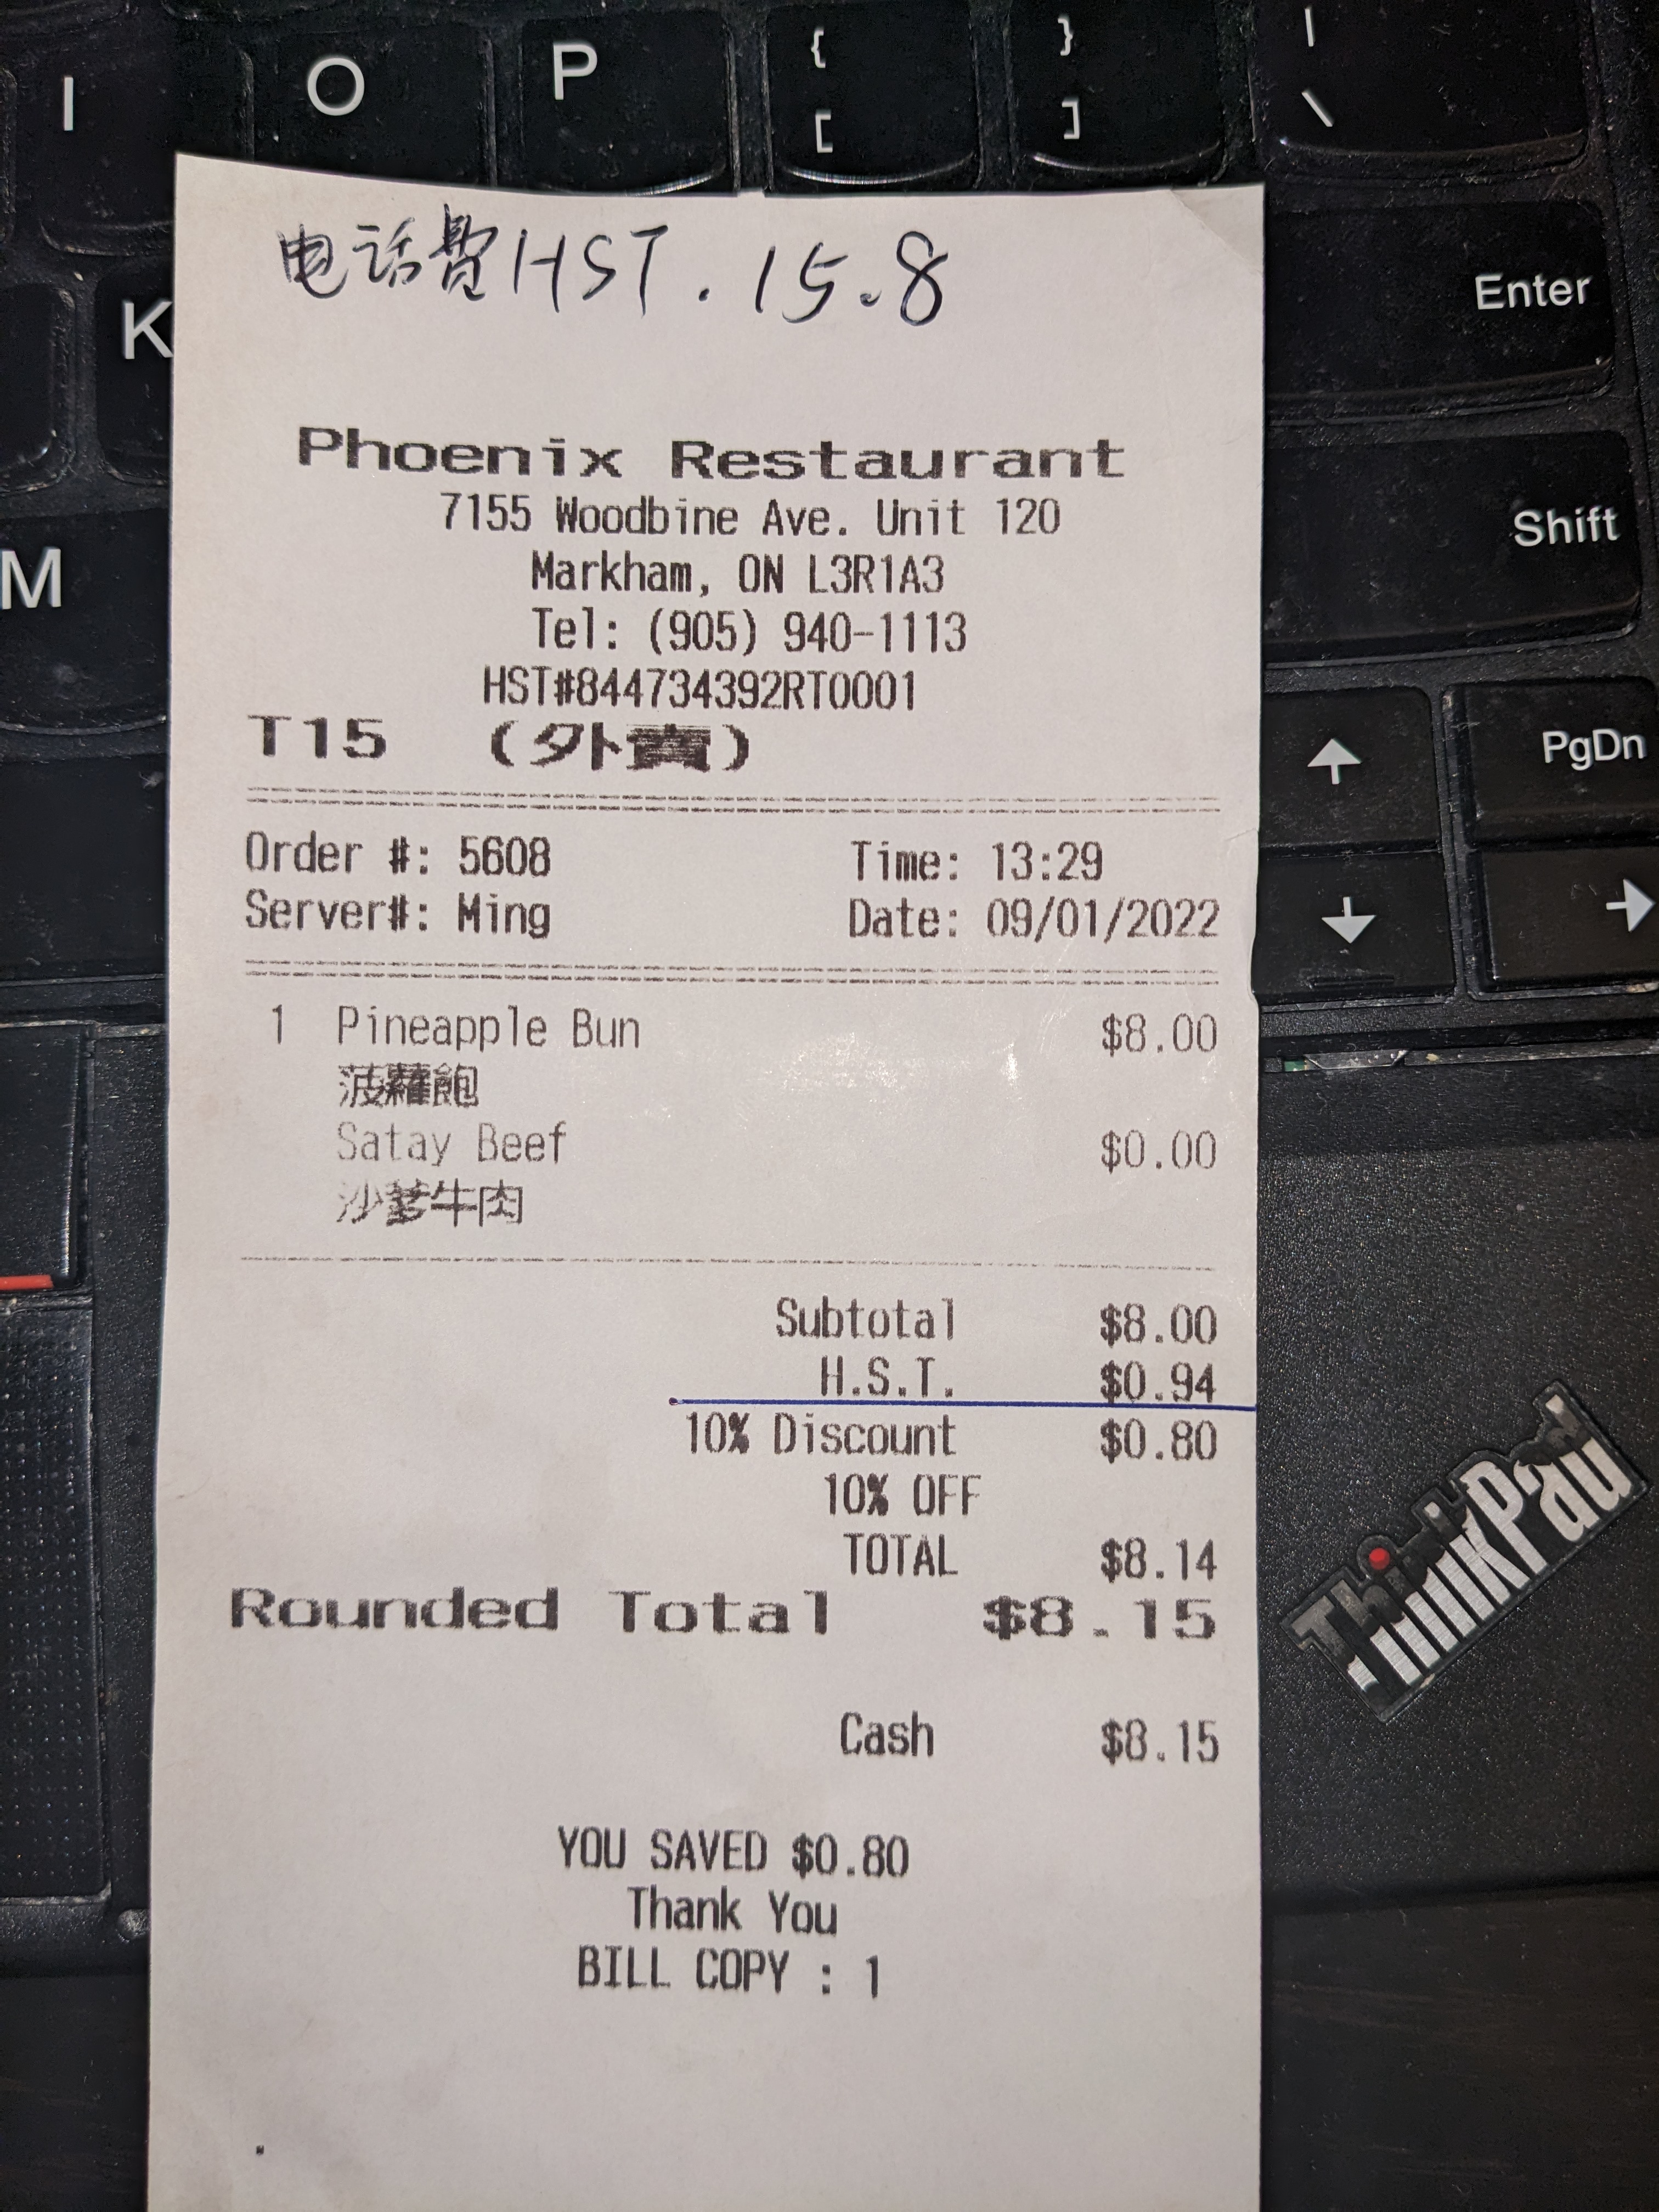 I
O
P
{
[
}
]
|
\
K
Enter
M
Shift
PgDn
电话费HST.15.8
Phoenix Restaurant
7155 Woodbine Ave. Unit 120
Markham, ON L3R1A3
Tel: (905) 940-1113
HST#844734392RT0001
T15 (外賣)
Order #: 5608 Time: 13:29
Server#: Ming Date: 09/01/2022
1 Pineapple Bun $8.00
菠蘿飽
Satay Beef $0.00
沙爹牛肉
Subtotal $8.00
H.S.T. $0.94
10% Discount $0.80
10% OFF
TOTAL $8.14
Rounded Total $8.15
Cash $8.15
YOU SAVED $0.80
Thank You
BILL COPY : 1
ThinkPad